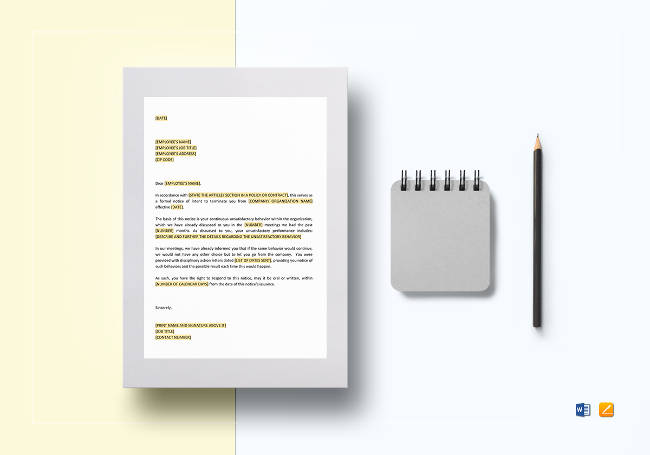 [DATE]
[EMPLOYEE'S NAME]
[EMPLOYEE'S JOB TITLE]
[EMPLOYEE'S ADDRESS]
[ZIP CODE]
Dear [EMPLOYEE'S NAME],
In accordance with [STATE THE ARTICLE/ SECTION IN A POLICY OR CONTRACT], this serves as
a formal notice of intent to terminate you from [COMPANY/ ORGANIZATION NAME]
effective [DATE].
The basis of this notice is your continuous unsatisfactory behavior within the organization,
which we have already discussed to you in the [NUMBER] meetings we had the past
[NUMBER] months. As discussed to you, your unsatisfactory performance includes:
[DESCRIBE AND FURTHER THE DETAILS REGARDING THE UNSATISFACTORY BEHAVIOR]
In our meetings, we have already informed you that if the same behavior would continue,
we would not have any other choice but to let you go from the company. You were
provided with disciplinary action letters dated [LIST OF DATES SENT], providing you notice of
such behaviors and the possible result each time this would happen.
As such, you have the right to respond to this notice, may it be oral or written, within
[NUMBER OF CALENDAR DAYS] from the date of this notice's issuance.
Sincerely,
[PRINT NAME AND SIGNATURE ABOVE IT]
[JOB TITLE]
[CONTACT NUMBER]
W